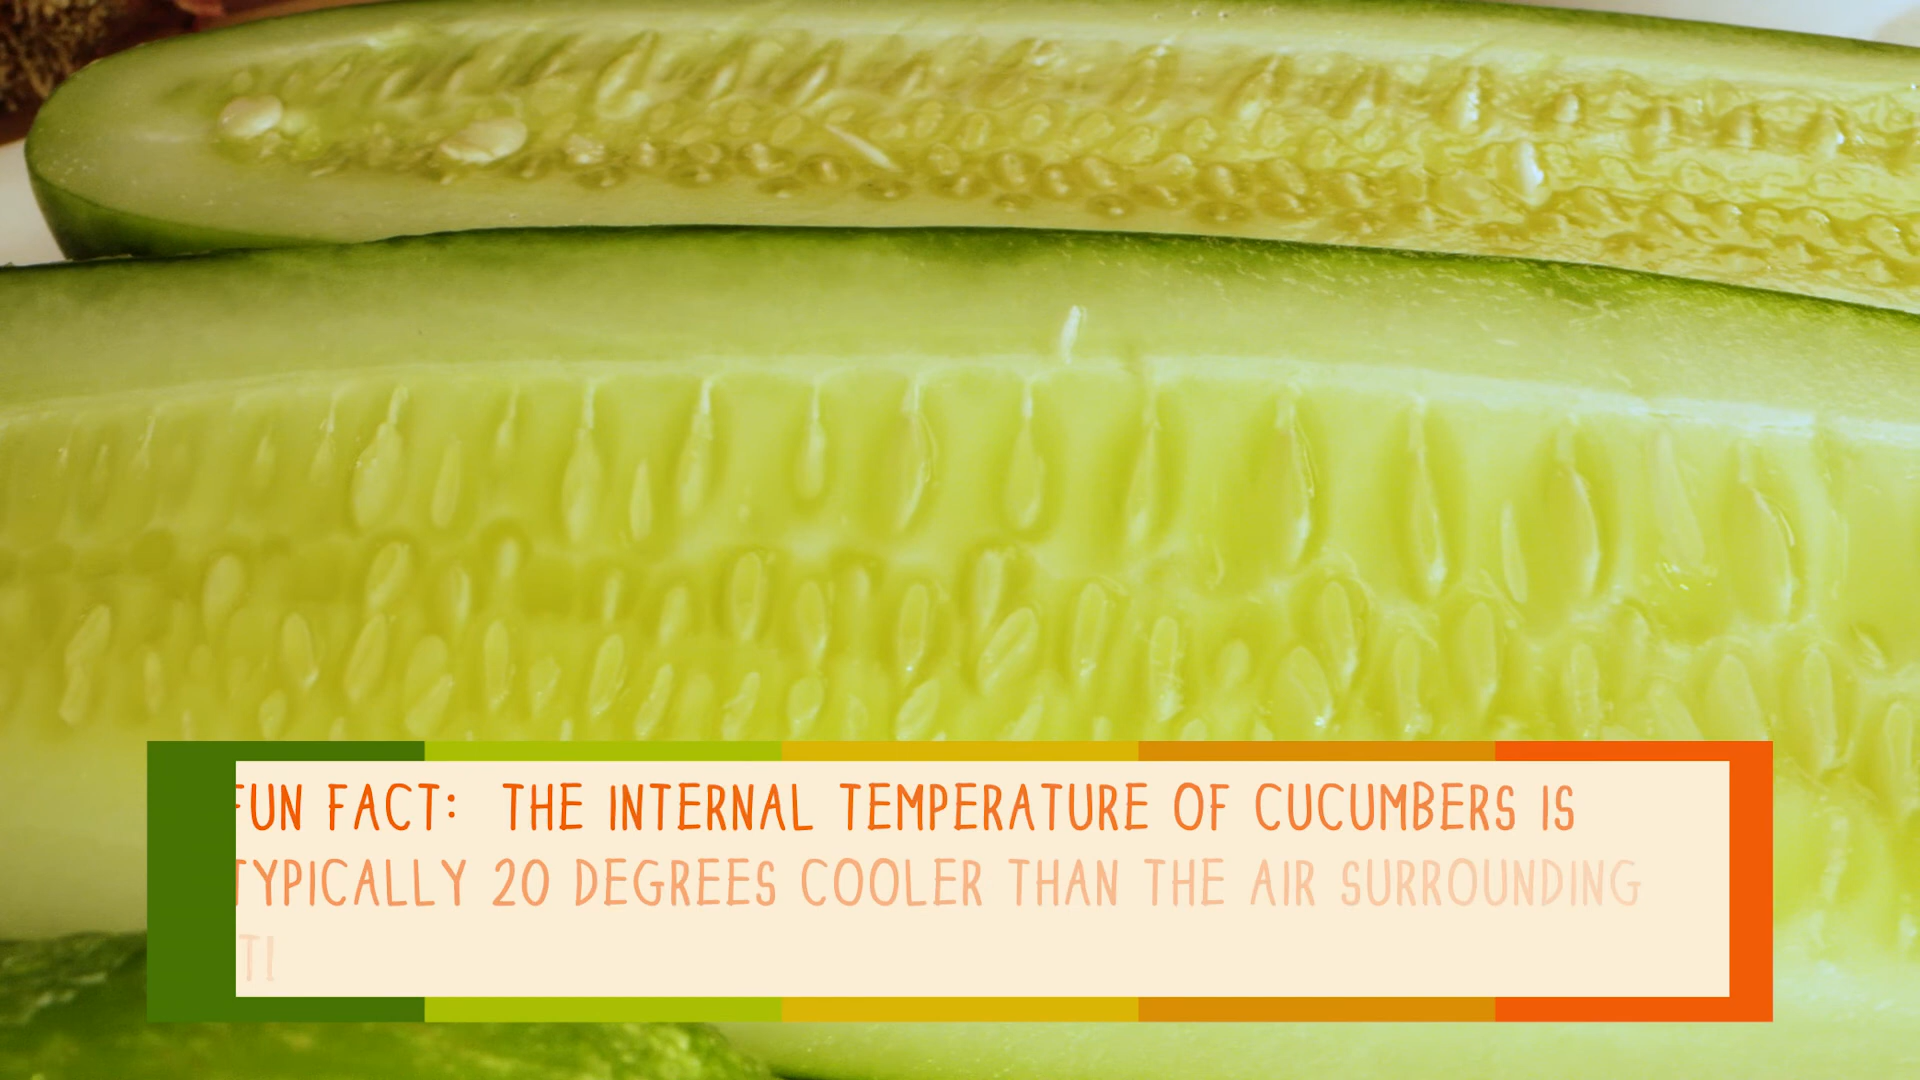 FUN FACT: THE INTERNAL TEMPERATURE OF CUCUMBERS IS
TYPICALLY 20 DEGREES COOLER THAN THE AIR SURROUNDING